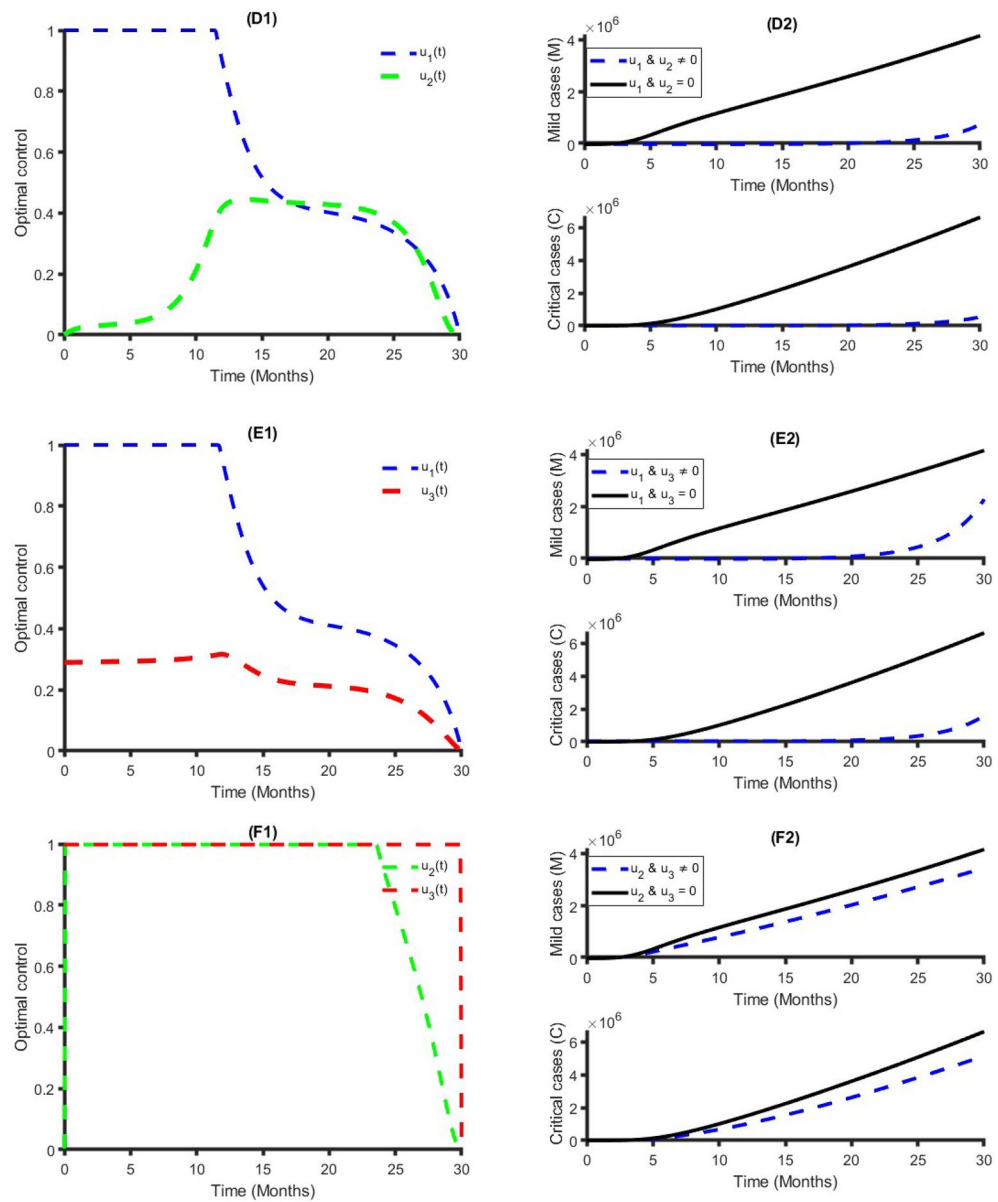 (D1)
1
0.8
0.6
0.4
0.2
0
Optimal control
u1(t)
u2(t)
0 5 10 15 20 25 30
Time (Months)
(D2)
×10^6
4
2
0
Mild cases (M)
u1 & u2 ≠ 0
u1 & u2 = 0
0 5 10 15 20 25 30
Time (Months)
×10^6
6
4
2
0
Critical cases (C)
0 5 10 15 20 25 30
Time (Months)
(E1)
1
0.8
0.6
0.4
0.2
0
Optimal control
u1(t)
u3(t)
0 5 10 15 20 25 30
Time (Months)
(E2)
×10^6
4
2
0
Mild cases (M)
u1 & u3 ≠ 0
u1 & u3 = 0
0 5 10 15 20 25 30
Time (Months)
×10^6
6
4
2
0
Critical cases (C)
0 5 10 15 20 25 30
Time (Months)
(F1)
1
0.8
0.6
0.4
0.2
0
Optimal control
u2(t)
u3(t)
0 5 10 15 20 25 30
Time (Months)
(F2)
×10^6
4
2
0
Mild cases (M)
u2 & u3 ≠ 0
u2 & u3 = 0
0 5 10 15 20 25 30
Time (Months)
×10^6
6
4
2
0
Critical cases (C)
0 5 10 15 20 25 30
Time (Months)